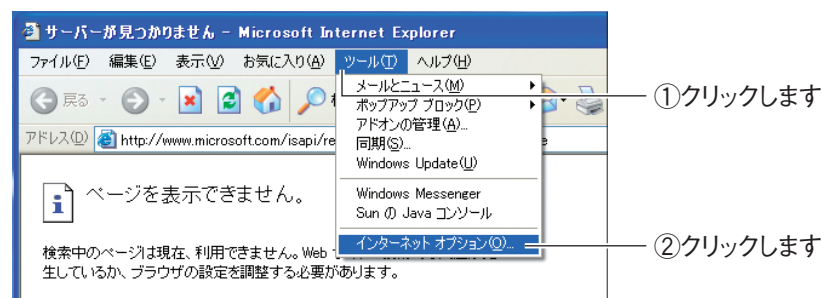 サーバーが見つかりません - Microsoft Internet Explorer
ファイル(F) 編集(E) 表示(V) お気に入り(A) ツール(T) ヘルプ(H)
戻る
メールとニュース(M)
ポップアップ ブロック(P)
アドオンの管理(A)...
同期(S)...
Windows Update(U)
Windows Messenger
Sun の Java コンソール
インターネット オプション(O)...
①クリックします
②クリックします
アドレス(D) http://www.microsoft.com/isapi/re
ページを表示できません。
検索中のページは現在、利用できません。Web
生しているか、ブラウザの設定を調整する必要があります。